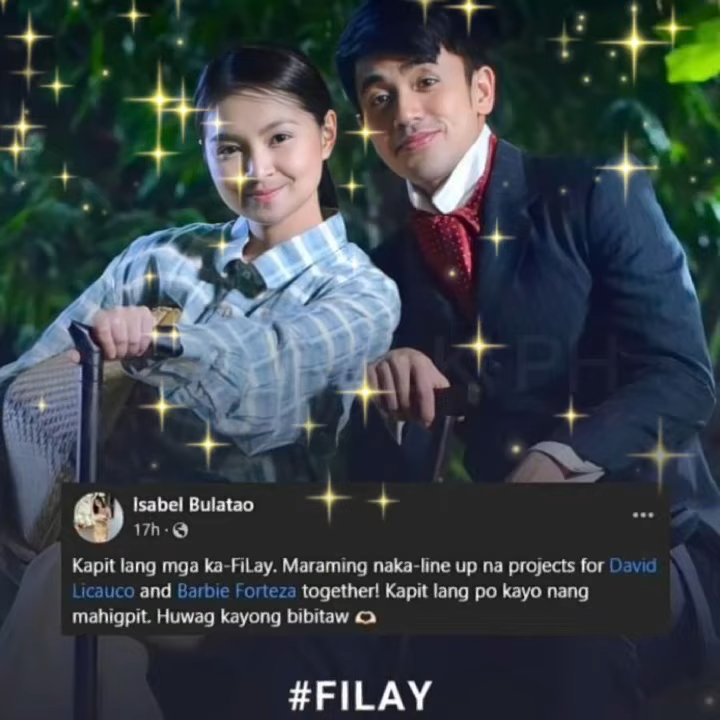 Isabel Bulatao
17h ·
Kapit lang mga ka-FiLay. Maraming naka-line up na projects for David
Licauco and Barbie Forteza together! Kapit lang po kayo nang
mahigpit. Huwag kayong bibitaw 🫶
#FILAY